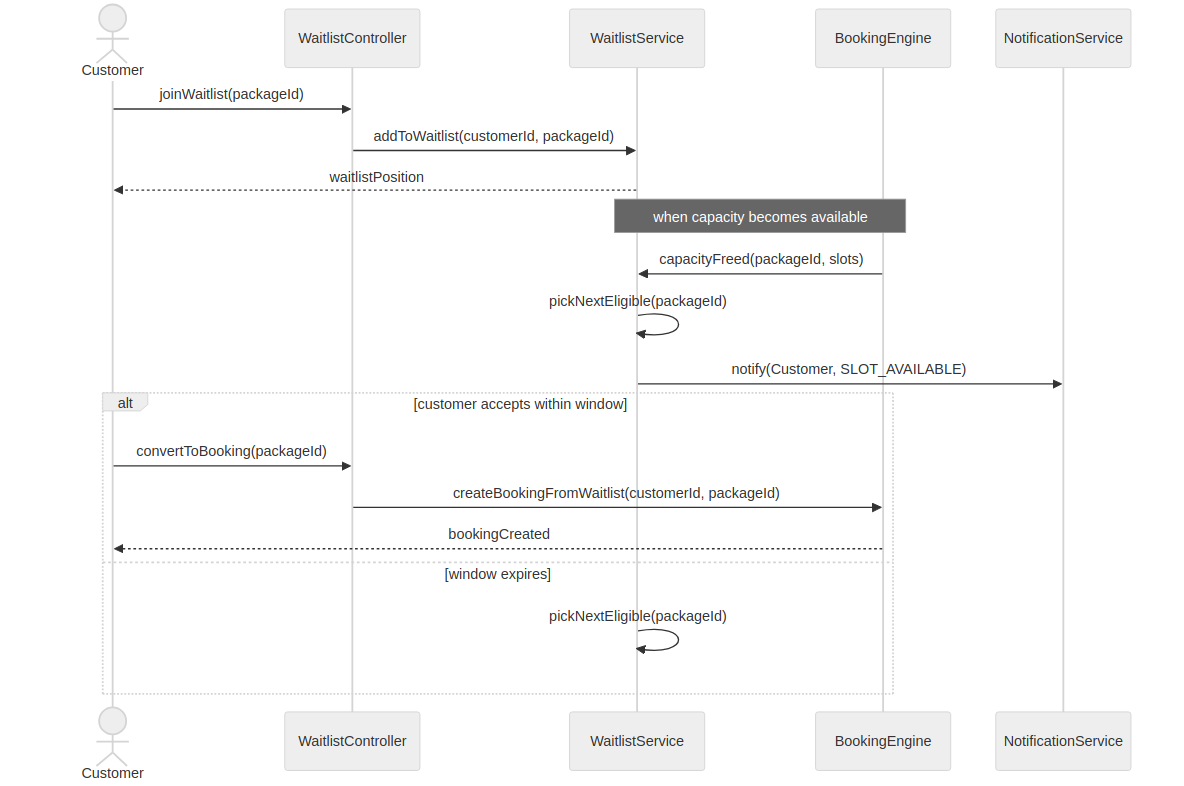 Customer
WaitlistController
WaitlistService
BookingEngine
NotificationService
joinWaitlist(packageId)
addToWaitlist(customerId, packageId)
waitlistPosition
when capacity becomes available
capacityFreed(packageId, slots)
pickNextEligible(packageId)
notify(Customer, SLOT_AVAILABLE)
alt
[customer accepts within window]
convertToBooking(packageId)
createBookingFromWaitlist(customerId, packageId)
bookingCreated
[window expires]
pickNextEligible(packageId)
Customer
WaitlistController
WaitlistService
BookingEngine
NotificationService